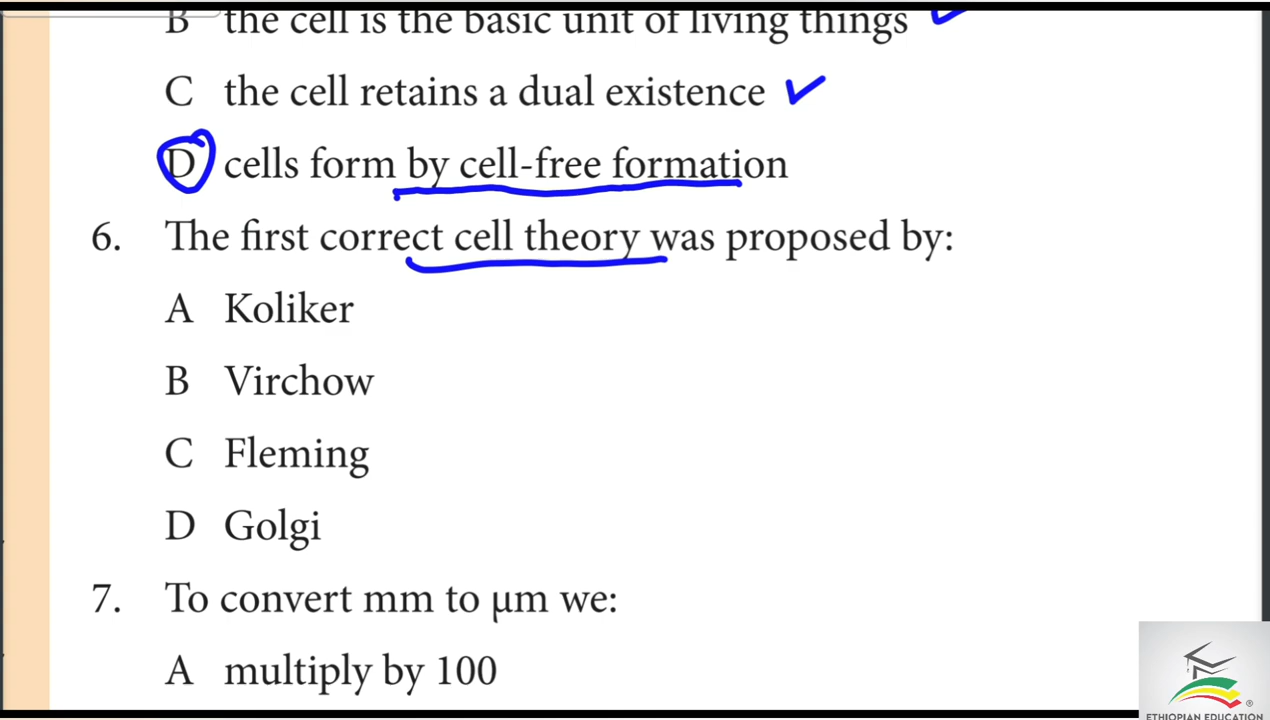 B the cell is the basic unit of living things
C the cell retains a dual existence
D cells form by cell-free formation
6. The first correct cell theory was proposed by:
A Koliker
B Virchow
C Fleming
D Golgi
7. To convert mm to μm we:
A multiply by 100
ETHIOPIAN EDUCATION